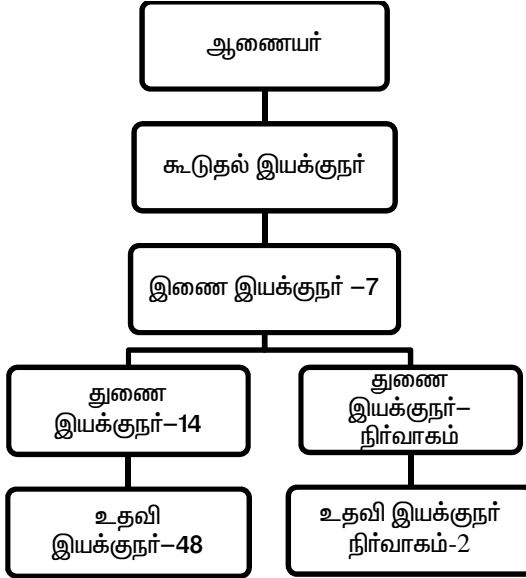 ஆணையர்
கூடுதல் இயக்குநர்
இணை இயக்குநர் –7
துணை
இயக்குநர்–14
துணை
இயக்குநர்–
நிர்வாகம்
உதவி
இயக்குநர்–48
உதவி இயக்குநர்
நிர்வாகம்-2